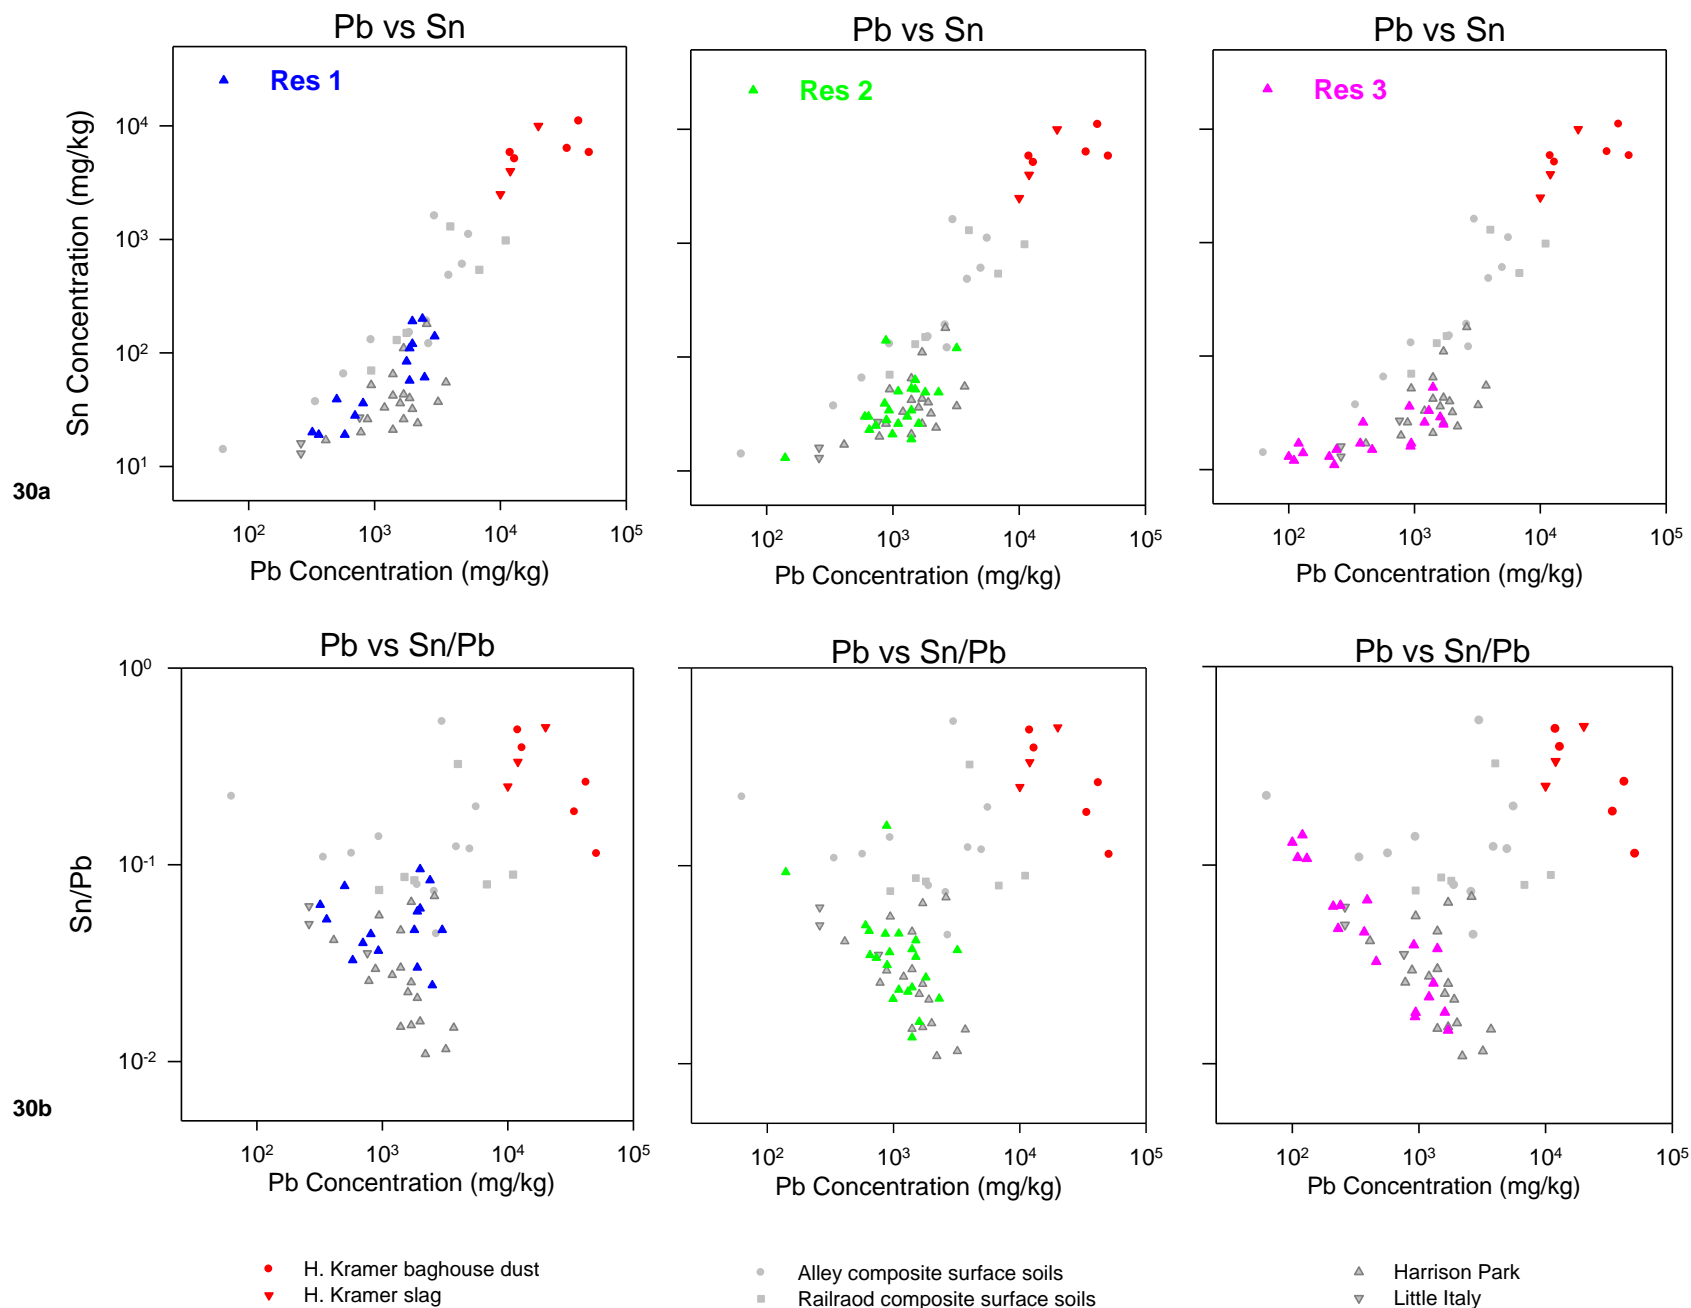 Pb vs Sn
Pb vs Sn
Pb vs Sn
Res 1
Res 2
Res 3
Sn Concentration (mg/kg)
10⁴
10³
10²
10¹
30a
10² 10³ 10⁴ 10⁵
10² 10³ 10⁴ 10⁵
10² 10³ 10⁴ 10⁵
Pb Concentration (mg/kg)
Pb Concentration (mg/kg)
Pb Concentration (mg/kg)
Pb vs Sn/Pb
Pb vs Sn/Pb
Pb vs Sn/Pb
Sn/Pb
10⁰
10⁻¹
10⁻²
30b
10² 10³ 10⁴ 10⁵
10² 10³ 10⁴ 10⁵
10² 10³ 10⁴ 10⁵
Pb Concentration (mg/kg)
Pb Concentration (mg/kg)
Pb Concentration (mg/kg)
H. Kramer baghouse dust
H. Kramer slag
Alley composite surface soils
Railraod composite surface soils
Harrison Park
Little Italy